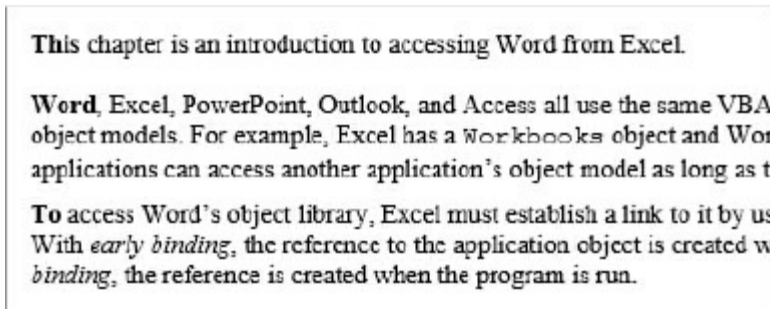 This chapter is an introduction to accessing Word from Excel.
Word, Excel, PowerPoint, Outlook, and Access all use the same VBA
object models. For example, Excel has a Workbooks object and Wor
applications can access another application's object model as long as t
To access Word's object library, Excel must establish a link to it by us
With early binding, the reference to the application object is created w
binding, the reference is created when the program is run.